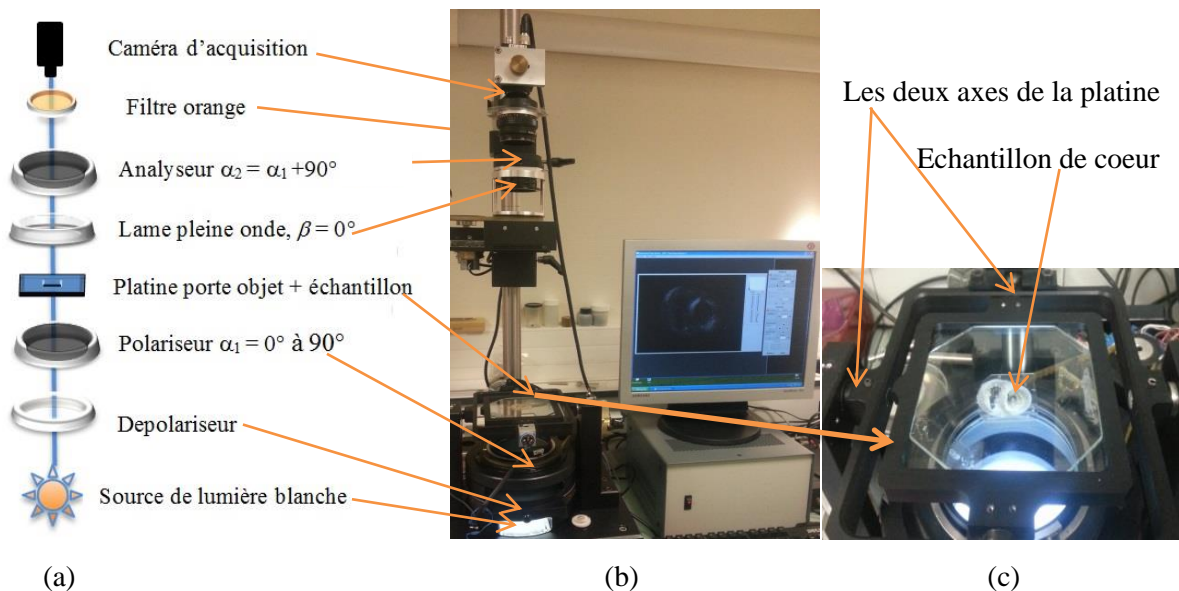 Caméra d'acquisition
Filtre orange
Analyseur α₂ = α₁ +90°
Lame pleine onde, β = 0°
Platine porte objet + échantillon
Polariseur α₁ = 0° à 90°
Depolariseur
Source de lumière blanche
Les deux axes de la platine
Echantillon de coeur
(a)
(b)
(c)